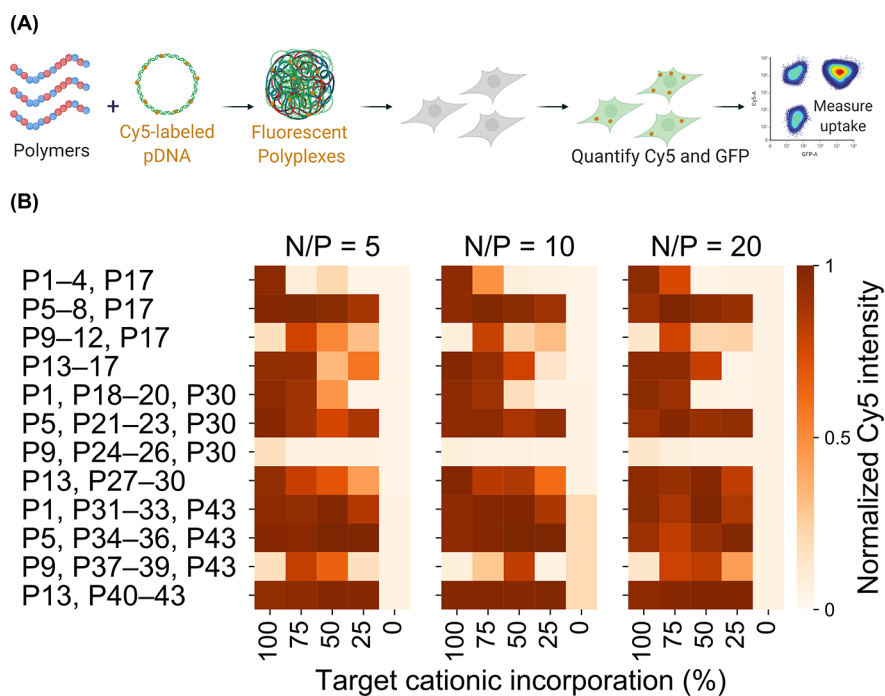 (A)
Polymers
+
Cy5-labeled
pDNA
Fluorescent
Polyplexes
Quantify Cy5 and GFP
Cy5-A
GFP-A
Measure
uptake
(B)
N/P = 5
N/P = 10
N/P = 20
P1–4, P17
P5–8, P17
P9–12, P17
P13–17
P1, P18–20, P30
P5, P21–23, P30
P9, P24–26, P30
P13, P27–30
P1, P31–33, P43
P5, P34–36, P43
P9, P37–39, P43
P13, P40–43
100 75 50 25 0
100 75 50 25 0
100 75 50 25 0
Target cationic incorporation (%)
1
0.5
0
Normalized Cy5 intensity